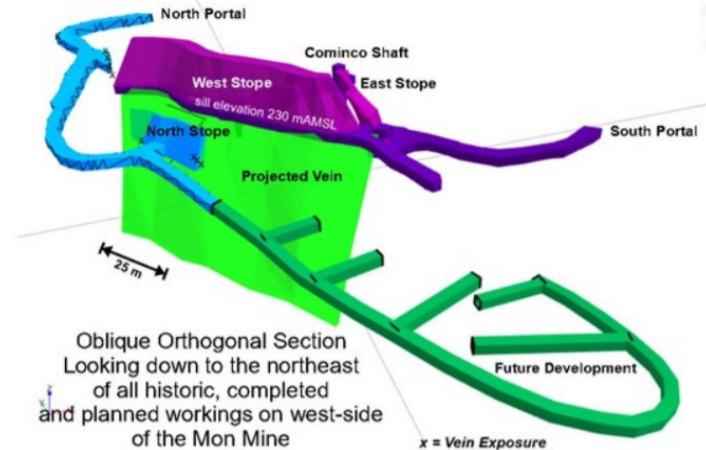 North Portal
Cominco Shaft
West Stope
East Stope
sill elevation 230 mAMSL
North Stope
South Portal
Projected Vein
25 m
Oblique Orthogonal Section
Looking down to the northeast
of all historic, completed
and planned workings on west-side
of the Mon Mine
Future Development
x = Vein Exposure